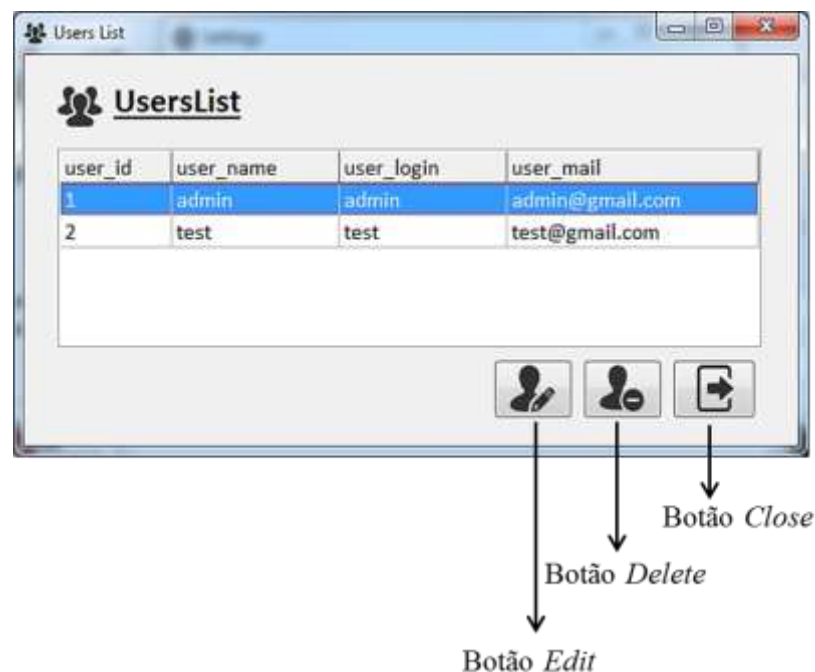 Users List
UsersList
user_id user_name user_login user_mail
1 admin admin admin@gmail.com
2 test test test@gmail.com
Botão Close
Botão Delete
Botão Edit